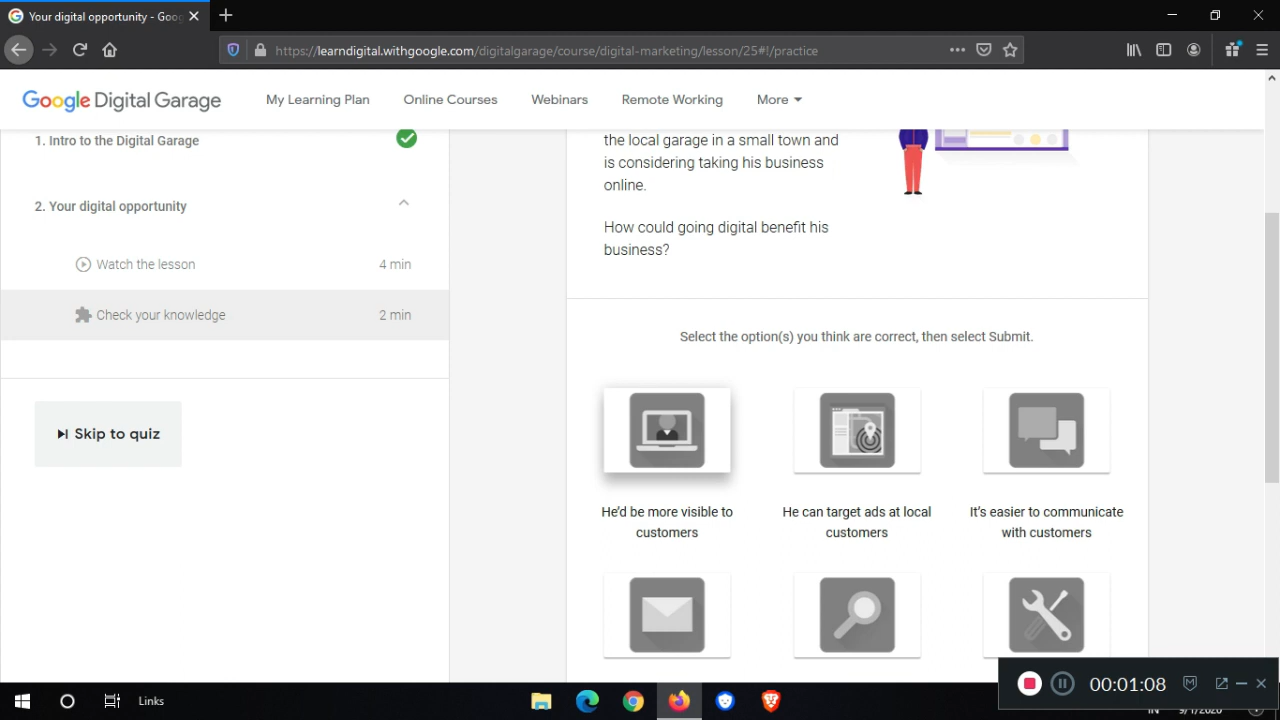 Your digital opportunity - Goog
https://learndigital.withgoogle.com/digitalgarage/course/digital-marketing/lesson/25#!/practice
Google Digital Garage
My Learning Plan
Online Courses
Webinars
Remote Working
More
1. Intro to the Digital Garage
2. Your digital opportunity
Watch the lesson
4 min
Check your knowledge
2 min
Skip to quiz
the local garage in a small town and
is considering taking his business
online.
How could going digital benefit his
business?
Select the option(s) you think are correct, then select Submit.
He'd be more visible to
customers
He can target ads at local
customers
It's easier to communicate
with customers
00:01:08
Links
IN
9/1/2020